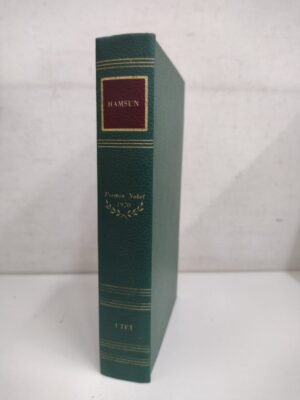 HAMSUN
Premio Nobel
1920
UTET